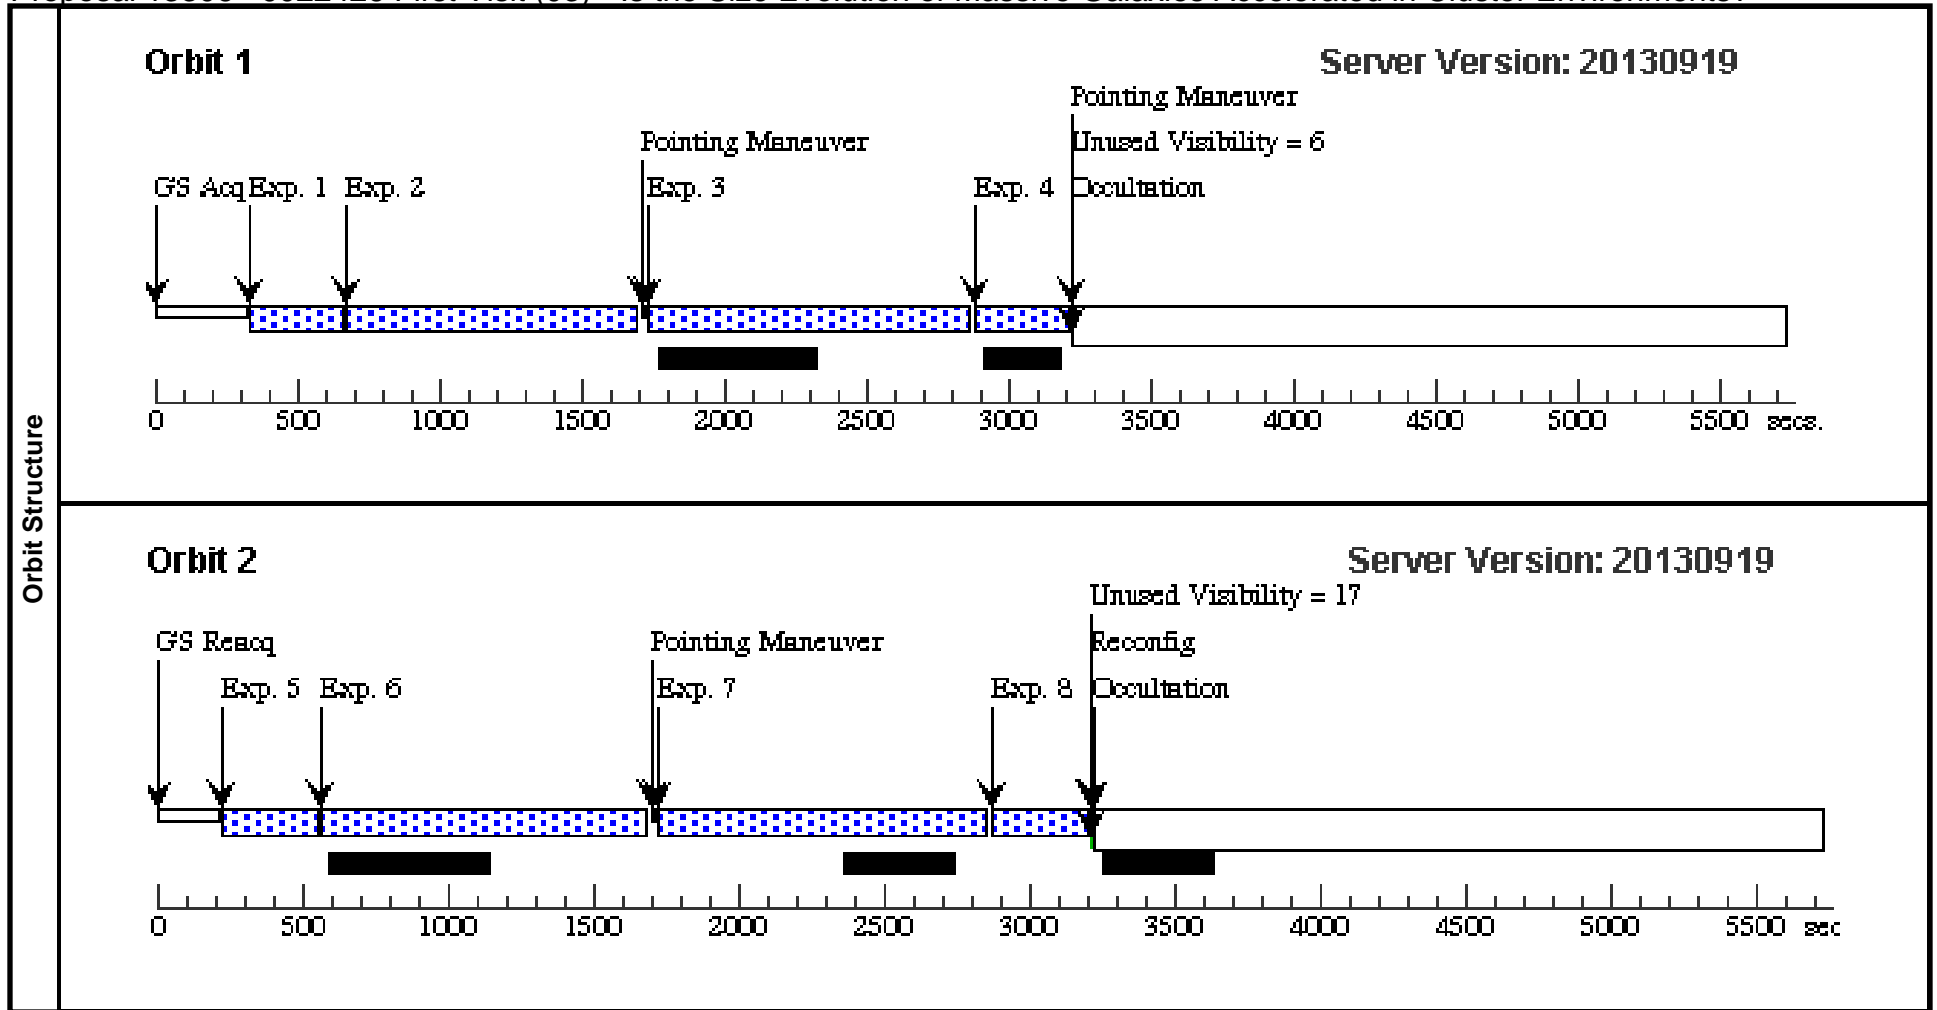 Orbit Structure
Orbit 1
Server Version: 20130919
Pointing Maneuver
Pointing Maneuver
Unused Visibility = 6
GS Acq
Exp. 1
Exp. 2
Exp. 3
Exp. 4
Occultation
0 500 1000 1500 2000 2500 3000 3500 4000 4500 5000 5500 secs.
Orbit 2
Server Version: 20130919
Unused Visibility = 17
GS Reacq
Pointing Maneuver
Reconfig
Exp. 5
Exp. 6
Exp. 7
Exp. 8
Occultation
0 500 1000 1500 2000 2500 3000 3500 4000 4500 5000 5500 sec